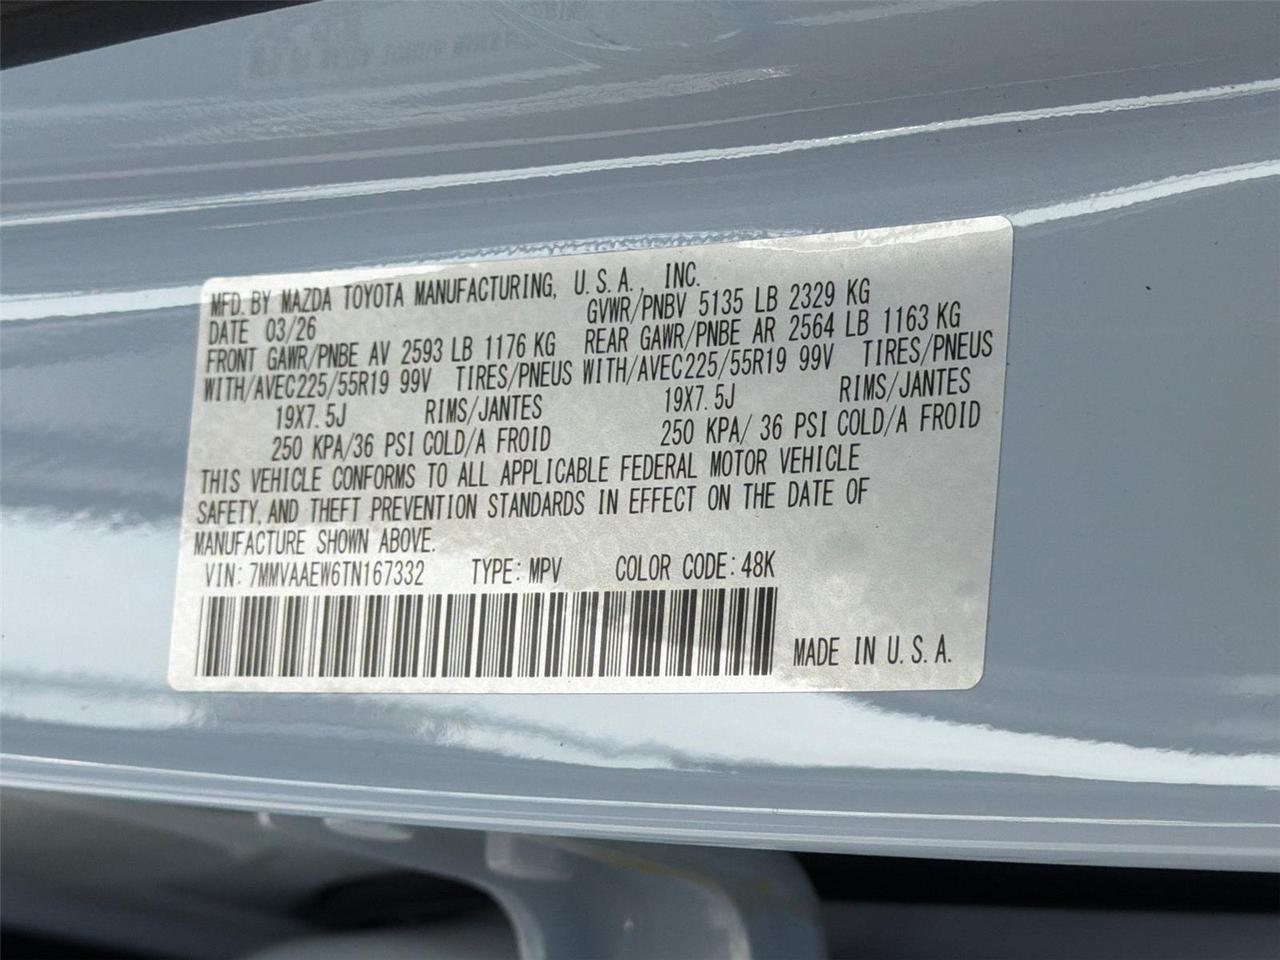 MFD. BY MAZDA TOYOTA MANUFACTURING, U.S.A., INC.
DATE 03/26 GVWR/PNBV 5135 LB 2329 KG
FRONT GAWR/PNBE AV 2593 LB 1176 KG REAR GAWR/PNBE AR 2564 LB 1163 KG
WITH/AVEC225/55R19 99V TIRES/PNEUS WITH/AVEC225/55R19 99V TIRES/PNEUS
19X7.5J RIMS/JANTES 19X7.5J RIMS/JANTES
250 KPA/36 PSI COLD/A FROID 250 KPA/ 36 PSI COLD/A FROID
THIS VEHICLE CONFORMS TO ALL APPLICABLE FEDERAL MOTOR VEHICLE
SAFETY, AND THEFT PREVENTION STANDARDS IN EFFECT ON THE DATE OF
MANUFACTURE SHOWN ABOVE.
VIN: 7MMVAAEW6TN167332 TYPE: MPV COLOR CODE: 48K
MADE IN U.S.A.